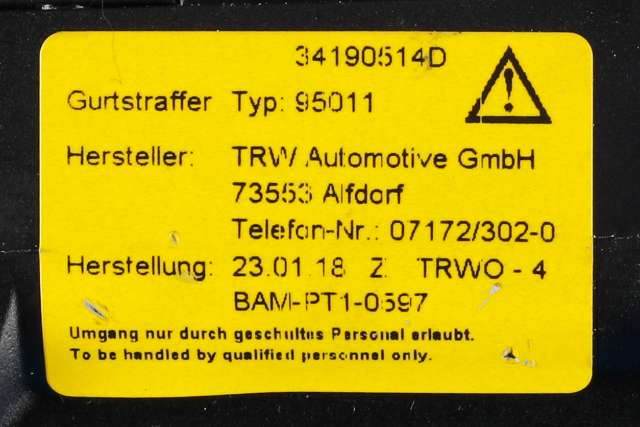 34190514D
Gurtstraffer Typ: 95011
Hersteller: TRW Automotive GmbH
73553 Alfdorf
Telefon-Nr.: 07172/302-0
Herstellung: 23.01.18 Z TRWO - 4
BAM-PT1-0597
Umgang nur durch geschultes Personal erlaubt.
To be handled by qualified personnel only.